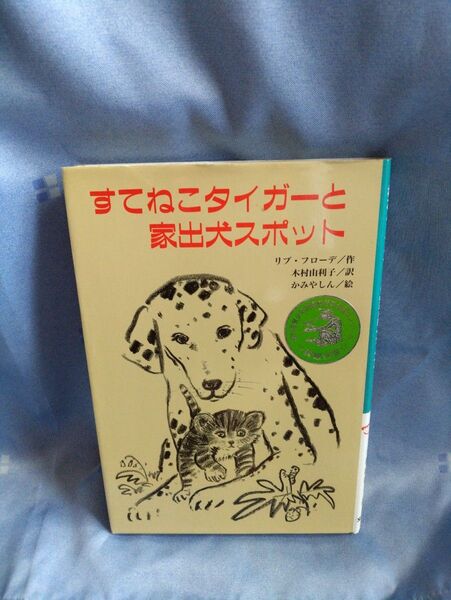 すてねこタイガーと
家出犬スポット
リブ・フローデ/作
木村由利子/訳
かみやしん/絵